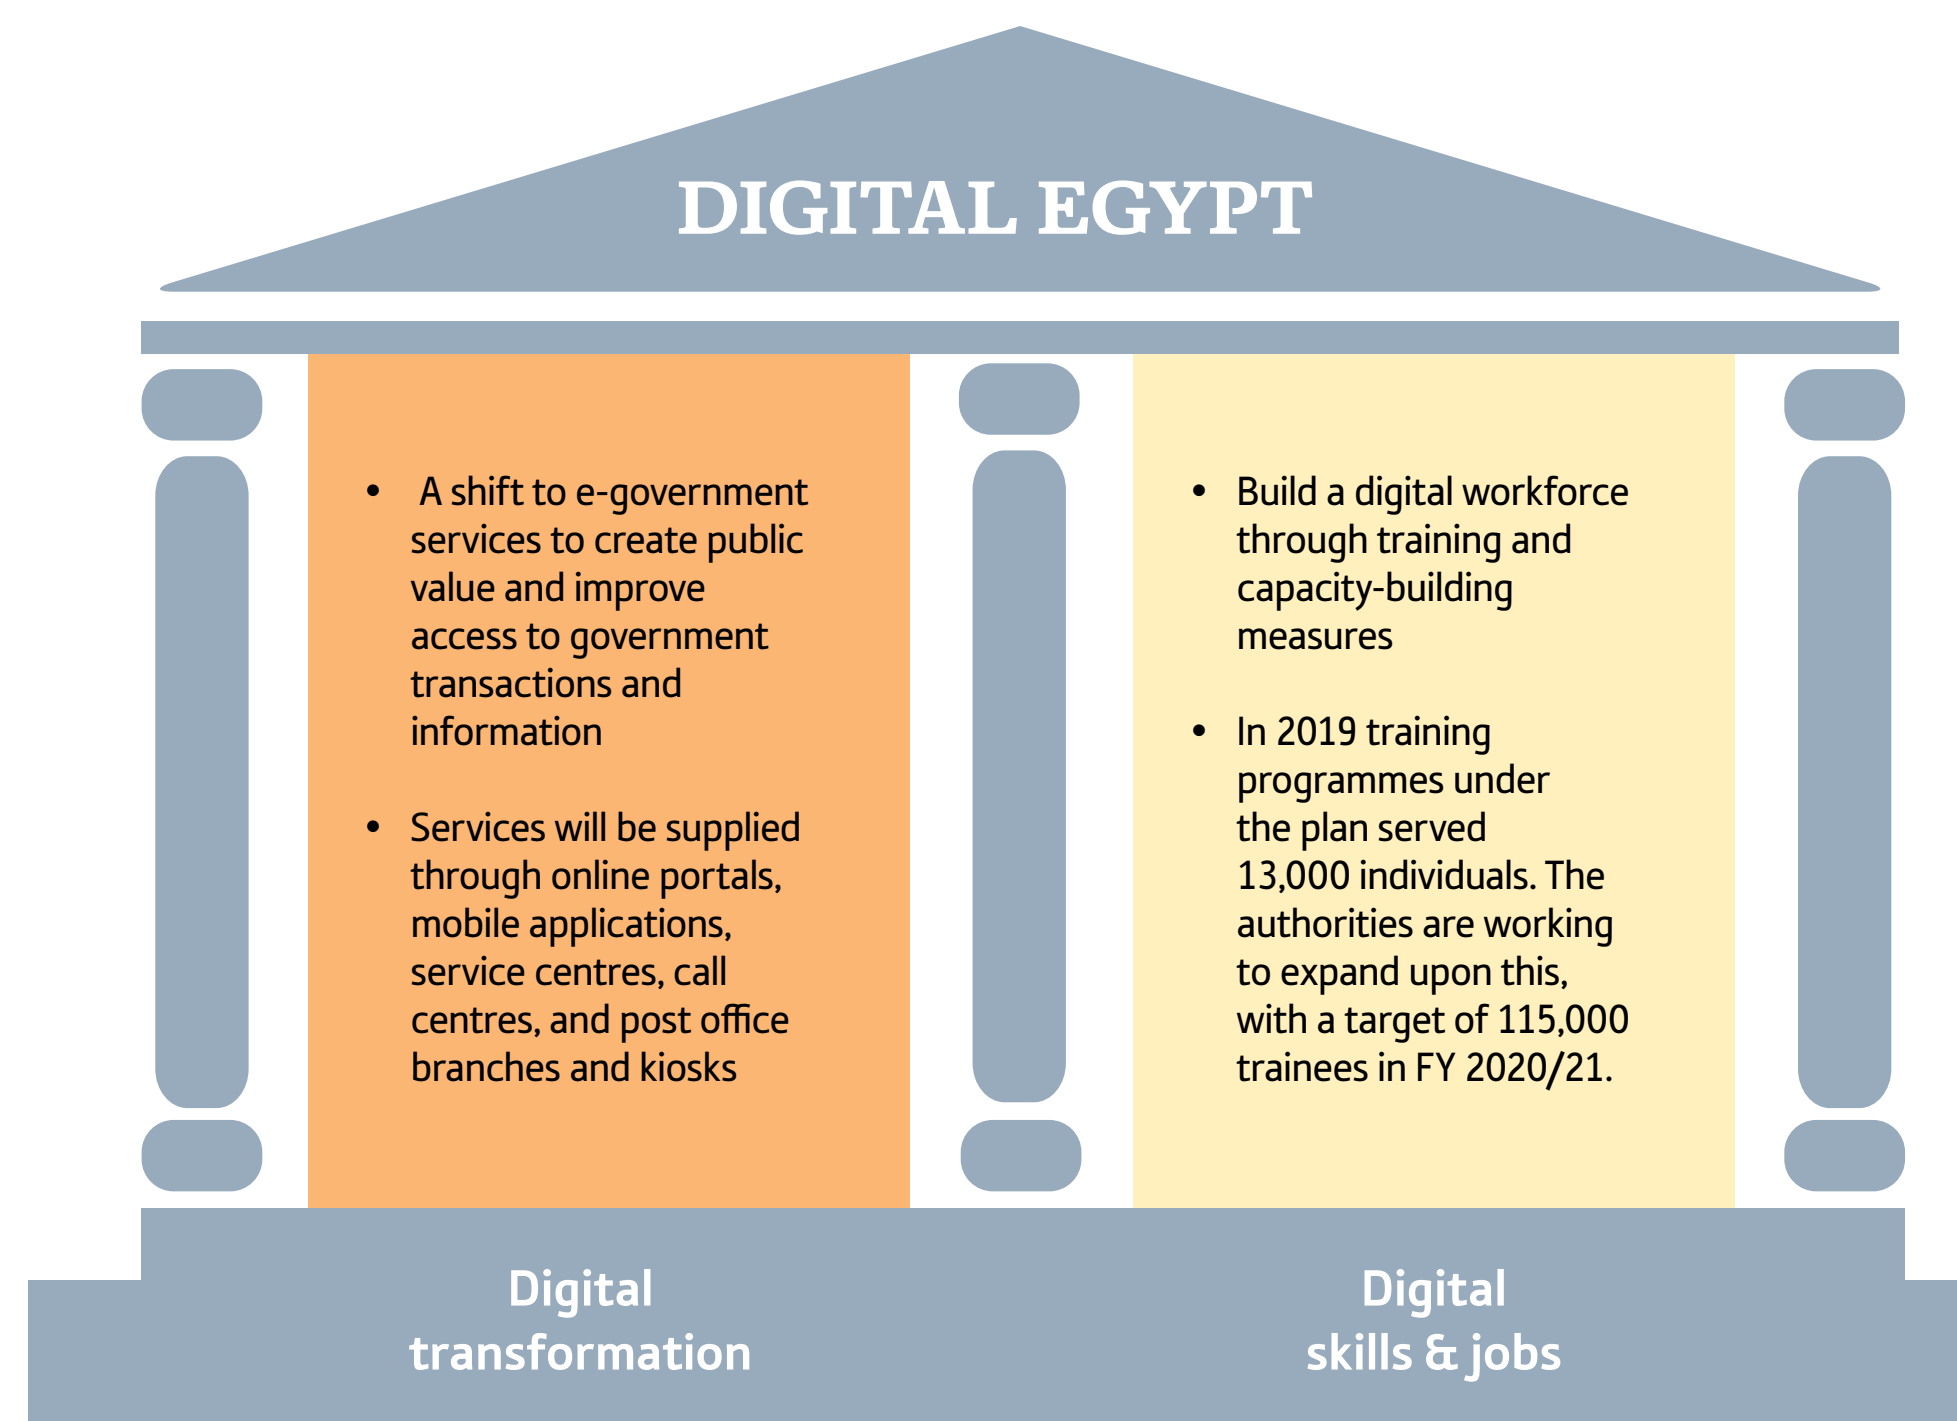 DIGITAL EGYPT
• A shift to e-government
services to create public
value and improve
access to government
transactions and
information
• Services will be supplied
through online portals,
mobile applications,
service centres, call
centres, and post office
branches and kiosks
• Build a digital workforce
through training and
capacity-building
measures
• In 2019 training
programmes under
the plan served
13,000 individuals. The
authorities are working
to expand upon this,
with a target of 115,000
trainees in FY 2020/21.
Digital
transformation
Digital
skills & jobs